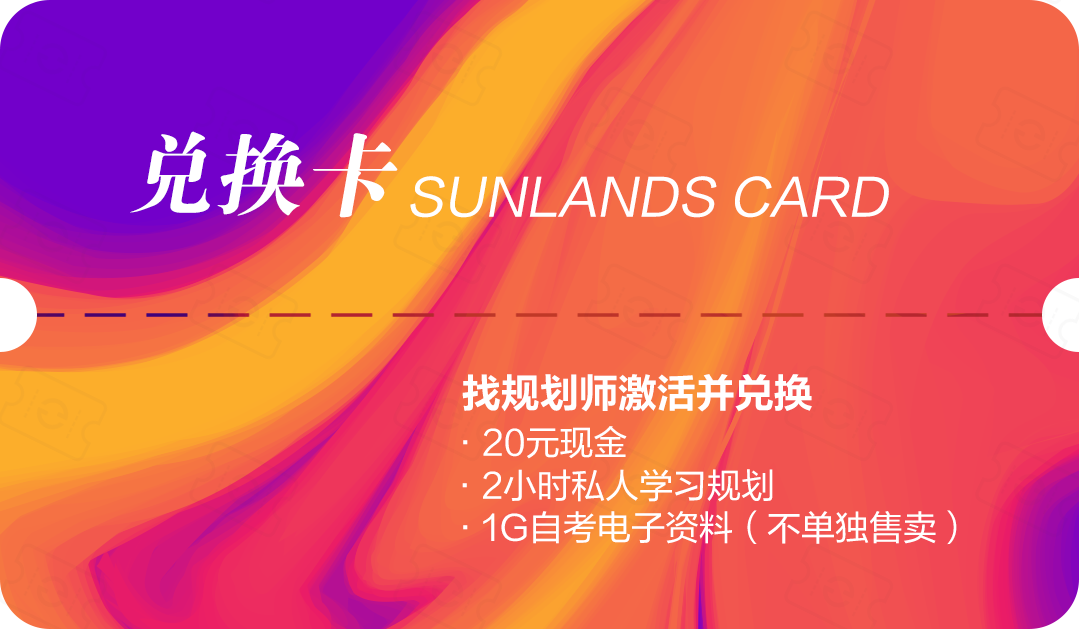 兑换卡 SUNLANDS CARD
找规划师激活并兑换
· 20元现金
· 2小时私人学习规划
· 1G自考电子资料（不单独售卖）